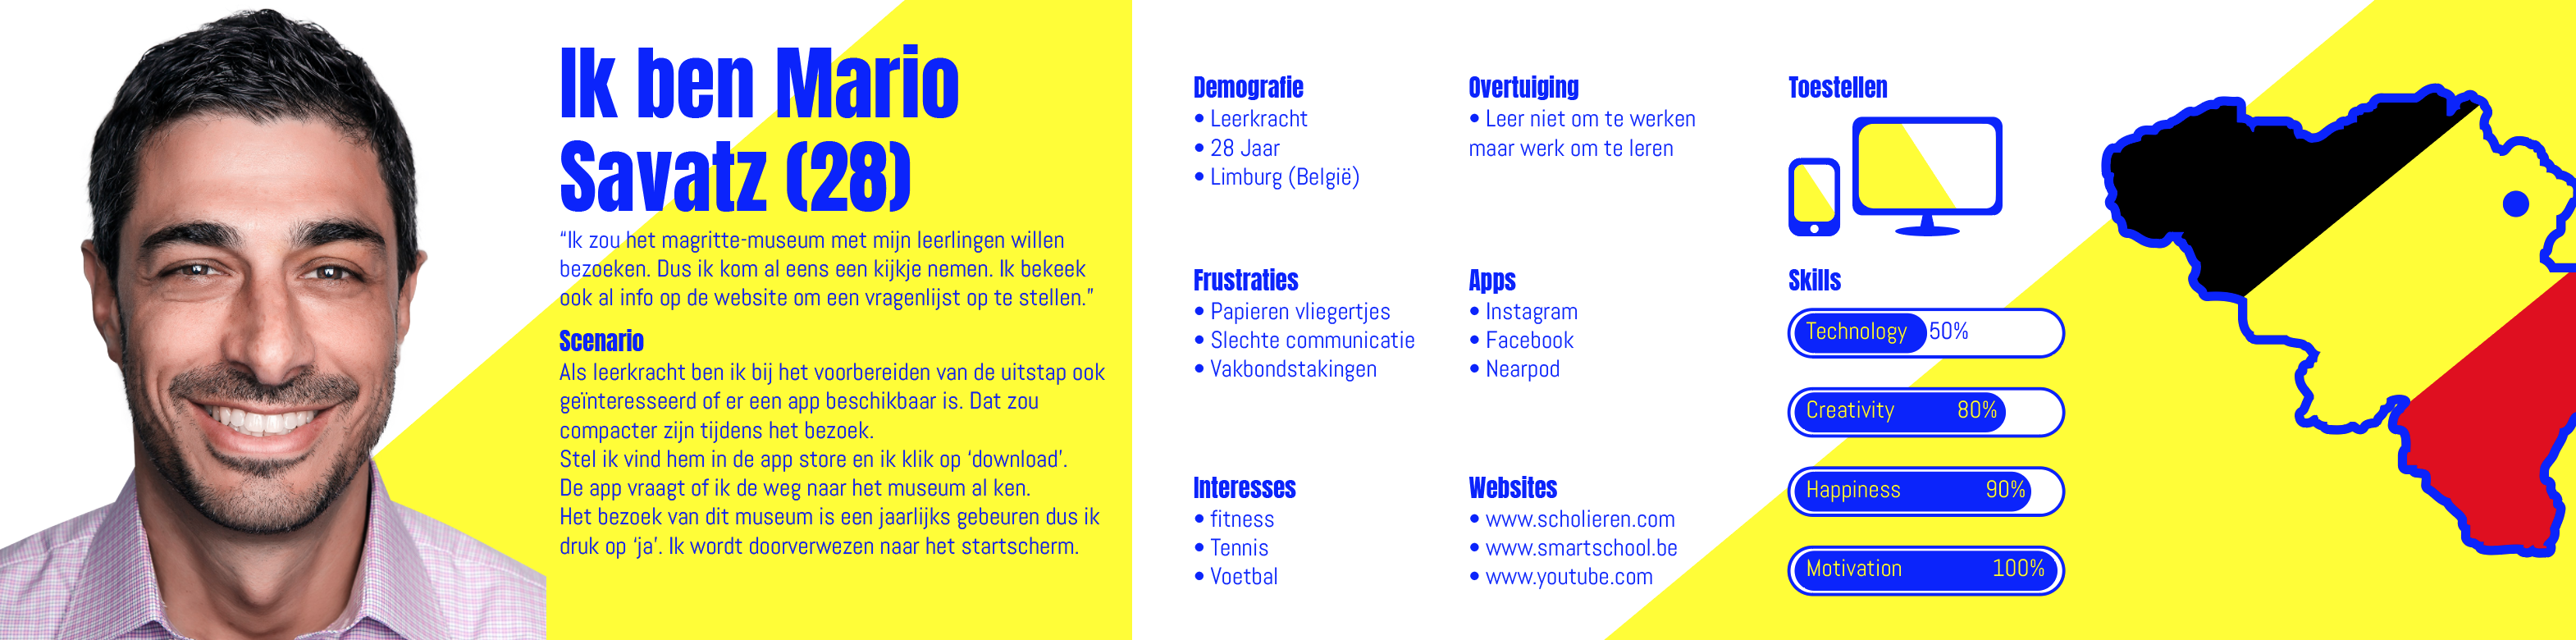 Ik ben Mario
Savatz (28)
“Ik zou het magritte-museum met mijn leerlingen willen
bezoeken. Dus ik kom al eens een kijkje nemen. Ik bekeek
ook al info op de website om een vragenlijst op te stellen.”
Scenario
Als leerkracht ben ik bij het voorbereiden van de uitstap ook
geïnteresseerd of er een app beschikbaar is. Dat zou
compacter zijn tijdens het bezoek.
Stel ik vind hem in de app store en ik klik op ‘download’.
De app vraagt of ik de weg naar het museum al ken.
Het bezoek van dit museum is een jaarlijks gebeuren dus ik
druk op ‘ja’. Ik wordt doorverwezen naar het startscherm.
Demografie
• Leerkracht
• 28 Jaar
• Limburg (België)
Overtuiging
• Leer niet om te werken
maar werk om te leren
Toestellen
Frustraties
• Papieren vliegertjes
• Slechte communicatie
• Vakbondstakingen
Apps
• Instagram
• Facebook
• Nearpod
Skills
Technology 50%
Creativity 80%
Happiness 90%
Motivation 100%
Interesses
• fitness
• Tennis
• Voetbal
Websites
• www.scholieren.com
• www.smartschool.be
• www.youtube.com